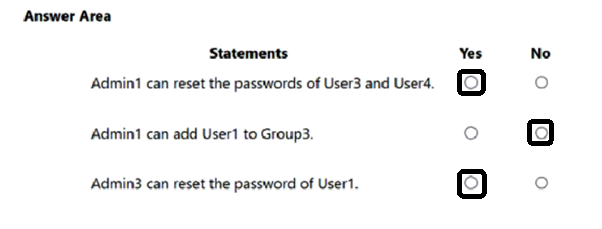 Answer Area
Statements Yes No
Admin1 can reset the passwords of User3 and User4.
Admin1 can add User1 to Group3.
Admin3 can reset the password of User1.